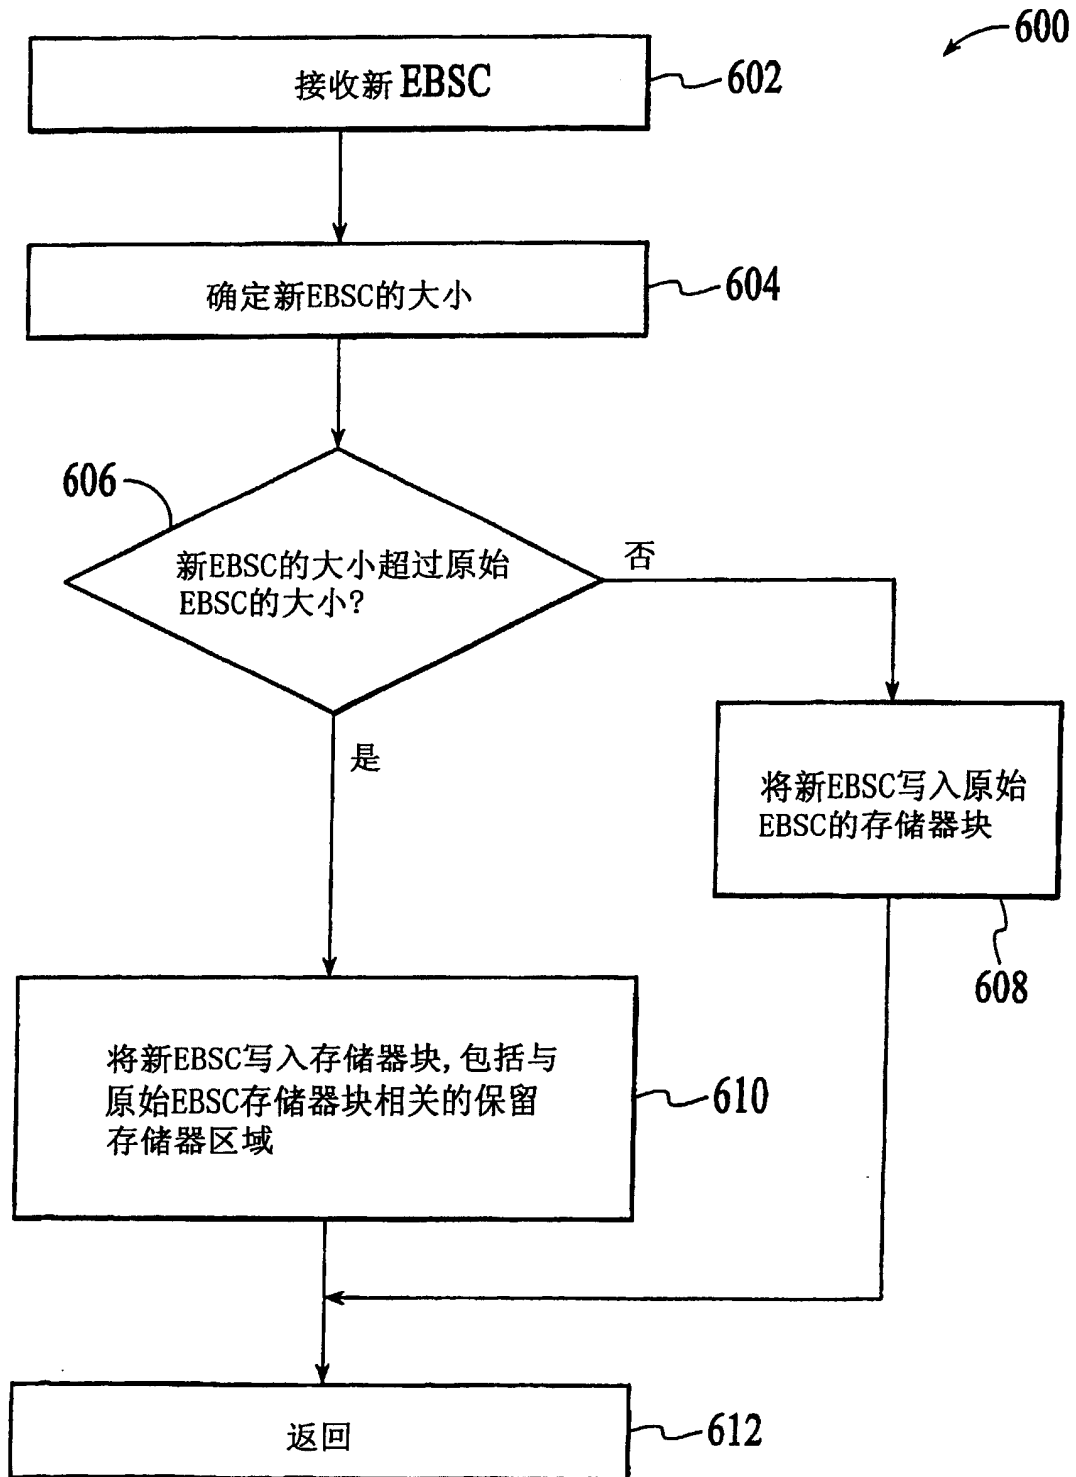 600
接收新 EBSC
602
确定新EBSC的大小
604
606
新EBSC的大小超过原始
EBSC的大小?
否
是
将新EBSC写入原始
EBSC的存储器块
608
将新EBSC写入存储器块,包括与
原始EBSC存储器块相关的保留
存储器区域
610
返回
612